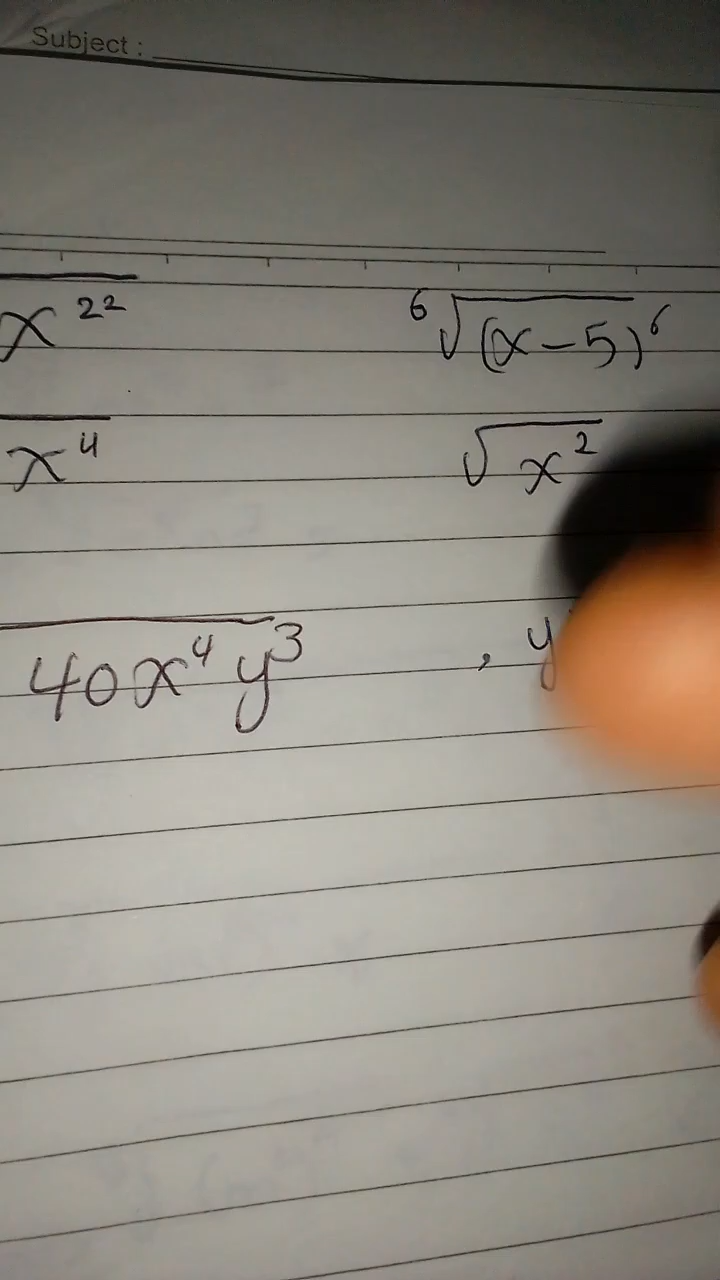 Subject :
x²² ⁶√(x-5)⁶
x⁴ √x²
40x⁴y³ , y